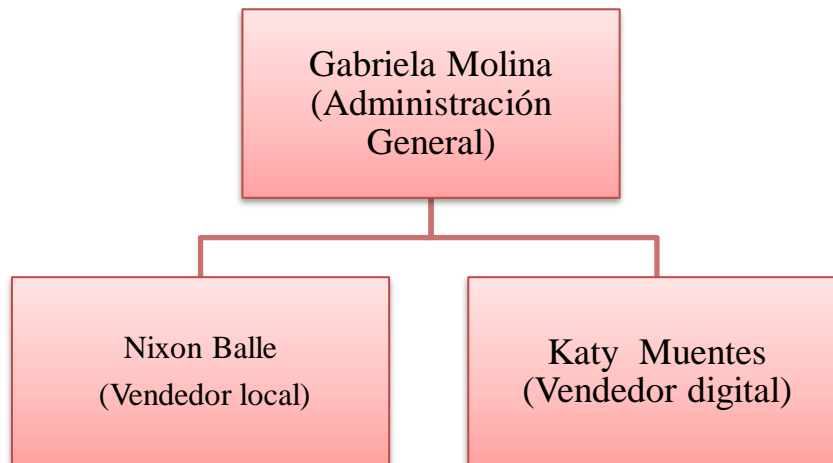 Gabriela Molina
(Administración
General)
Nixon Balle
(Vendedor local)
Katy Muentes
(Vendedor digital)